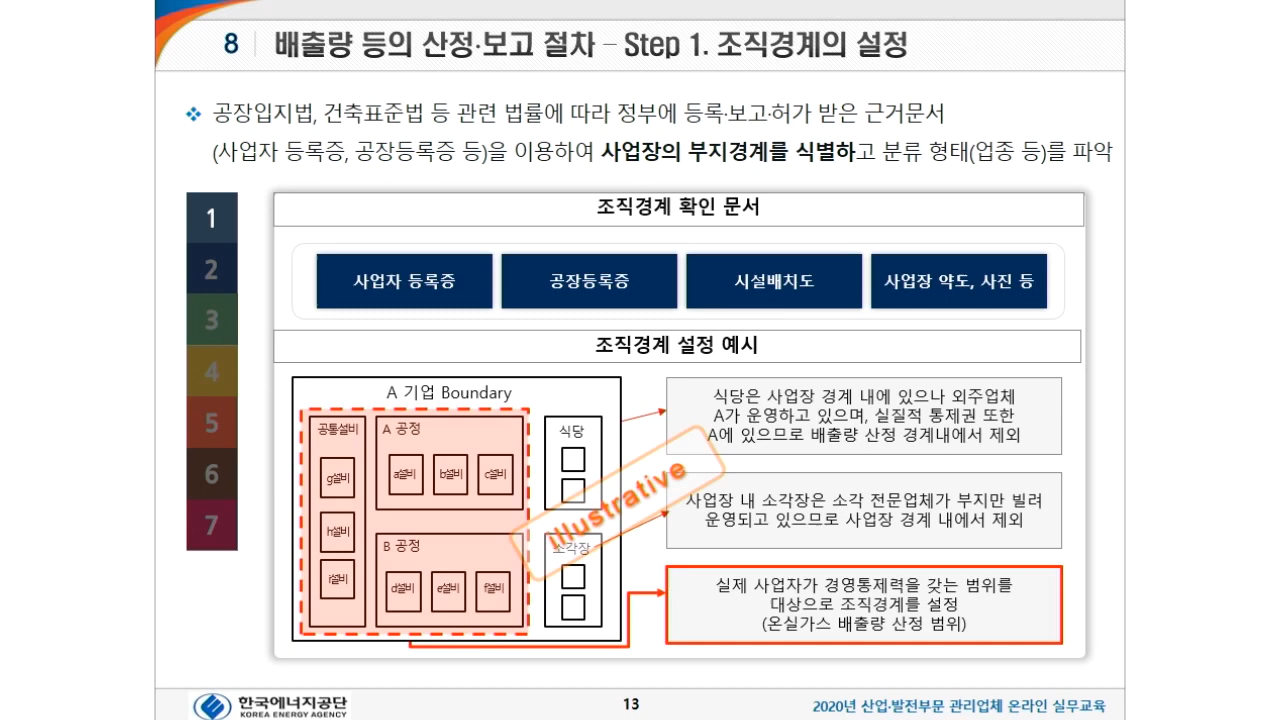 8
배출량 등의 산정·보고 절차 – Step 1. 조직경계의 설정
공장입지법, 건축표준법 등 관련 법률에 따라 정부에 등록·보고·허가 받은 근거문서
(사업자 등록증, 공장등록증 등)을 이용하여 사업장의 부지경계를 식별하고 분류 형태(업종 등)를 파악
1
2
3
4
5
6
7
조직경계 확인 문서
사업자 등록증
공장등록증
시설배치도
사업장 약도, 사진 등
조직경계 설정 예시
A 기업 Boundary
공통설비
g설비
h설비
i설비
A 공정
a설비
b설비
c설비
B 공정
d설비
e설비
f설비
식당
소각장
illustrative
식당은 사업장 경계 내에 있으나 외주업체
A가 운영하고 있으며, 실질적 통제권 또한
A에 있으므로 배출량 산정 경계내에서 제외
사업장 내 소각장은 소각 전문업체가 부지만 빌려
운영되고 있으므로 사업장 경계 내에서 제외
실제 사업자가 경영통제력을 갖는 범위를
대상으로 조직경계를 설정
(온실가스 배출량 산정 범위)
한국에너지공단
KOREA ENERGY AGENCY
13
2020년 산업·발전부문 관리업체 온라인 실무교육